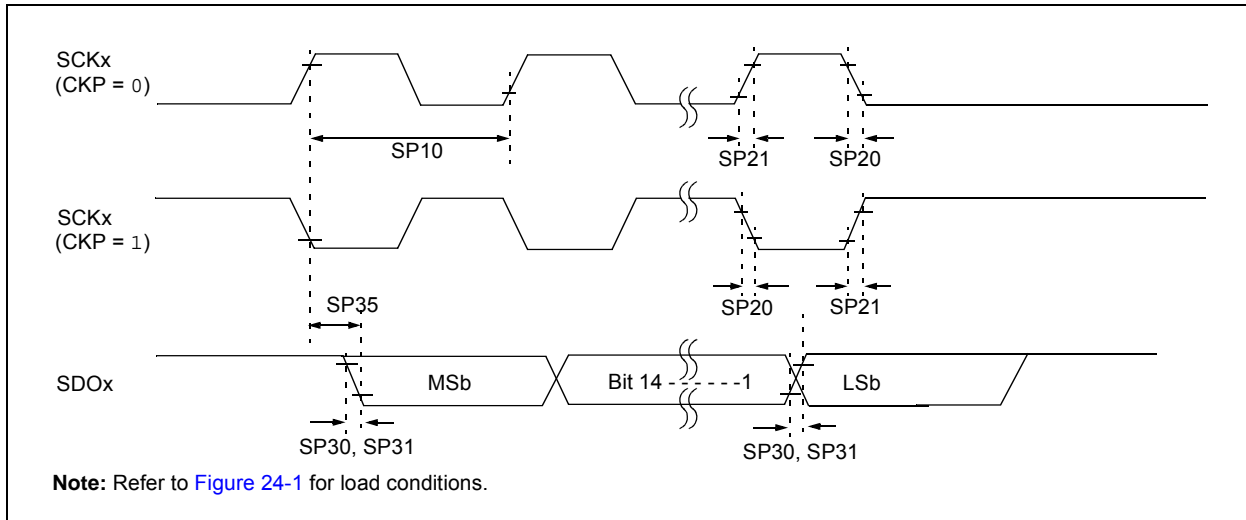 SCKx
(CKP = 0)
SP10
SP21
SP20
SCKx
(CKP = 1)
SP35
SP20
SP21
SDOx
MSb
Bit 14 - - - - - -1
LSb
SP30, SP31
SP30, SP31
Note: Refer to Figure 24-1 for load conditions.